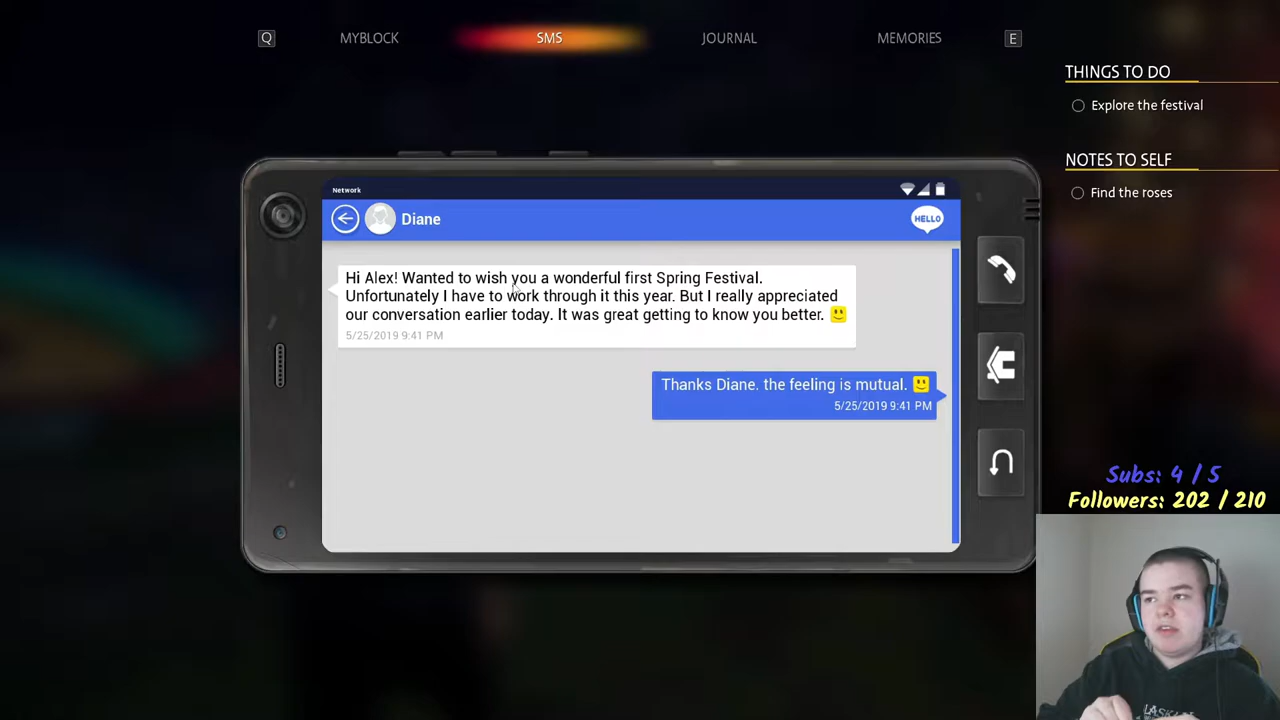 Q MYBLOCK SMS JOURNAL MEMORIES E
THINGS TO DO
Explore the festival
NOTES TO SELF
Find the roses
Network
Diane
HELLO
Hi Alex! Wanted to wish you a wonderful first Spring Festival.
Unfortunately I have to work through it this year. But I really appreciated
our conversation earlier today. It was great getting to know you better.
5/25/2019 9:41 PM
Thanks Diane. the feeling is mutual.
5/25/2019 9:41 PM
Subs: 4 / 5
Followers: 202 / 210